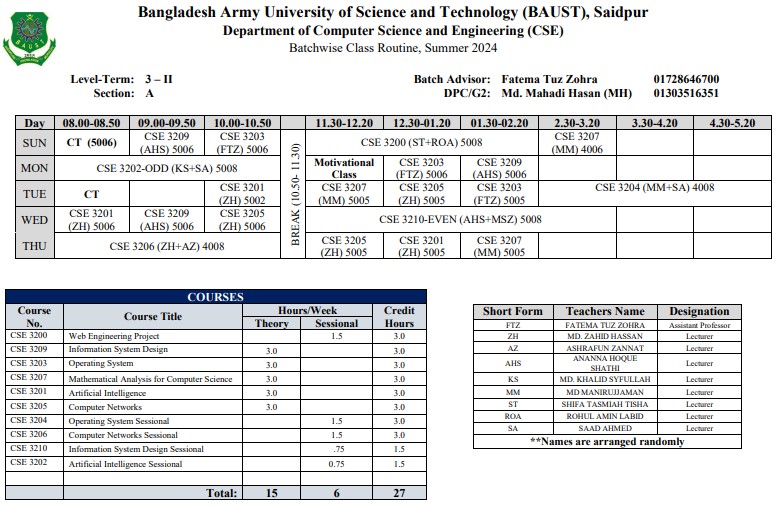 Bangladesh Army University of Science and Technology (BAUST), Saidpur
Department of Computer Science and Engineering (CSE)
Batchwise Class Routine, Summer 2024
BAUST
Level-Term: 3 – II Batch Advisor: Fatema Tuz Zohra 01728646700
Section: A DPC/G2: Md. Mahadi Hasan (MH) 01303516351
Day 08.00-08.50 09.00-09.50 10.00-10.50 BREAK (10.50- 11.30) 11.30-12.20 12.30-01.20 01.30-02.20 2.30-3.20 3.30-4.20 4.30-5.20
SUN CT (5006) CSE 3209 (AHS) 5006 CSE 3203 (FTZ) 5006 CSE 3200 (ST+ROA) 5008 CSE 3207 (MM) 4006
MON CSE 3202-ODD (KS+SA) 5008 Motivational Class CSE 3203 (FTZ) 5006 CSE 3209 (AHS) 5006
TUE CT CSE 3201 (ZH) 5002 CSE 3207 (MM) 5005 CSE 3205 (ZH) 5005 CSE 3203 (FTZ) 5005 CSE 3204 (MM+SA) 4008
WED CSE 3201 (ZH) 5006 CSE 3209 (AHS) 5006 CSE 3205 (ZH) 5006 CSE 3210-EVEN (AHS+MSZ) 5008
THU CSE 3206 (ZH+AZ) 4008 CSE 3205 (ZH) 5005 CSE 3201 (ZH) 5005 CSE 3207 (MM) 5005
COURSES
Course No. Course Title Hours/Week Credit Hours
Theory Sessional
CSE 3200 Web Engineering Project 1.5 3.0
CSE 3209 Information System Design 3.0 3.0
CSE 3203 Operating System 3.0 3.0
CSE 3207 Mathematical Analysis for Computer Science 3.0 3.0
CSE 3201 Artificial Intelligence 3.0 3.0
CSE 3205 Computer Networks 3.0 3.0
CSE 3204 Operating System Sessional 1.5 3.0
CSE 3206 Computer Networks Sessional 1.5 3.0
CSE 3210 Information System Design Sessional .75 1.5
CSE 3202 Artificial Intelligence Sessional 0.75 1.5
Total: 15 6 27
Short Form Teachers Name Designation
FTZ FATEMA TUZ ZOHRA Assistant Professor
ZH MD. ZAHID HASSAN Lecturer
AZ ASHRAFUN ZANNAT Lecturer
AHS ANANNA HOQUE SHATHI Lecturer
KS MD. KHALID SYFULLAH Lecturer
MM MD MANIRUJJAMAN Lecturer
ST SHIFA TASMIAH TISHA Lecturer
ROA ROHUL AMIN LABID Lecturer
SA SAAD AHMED Lecturer
**Names are arranged randomly